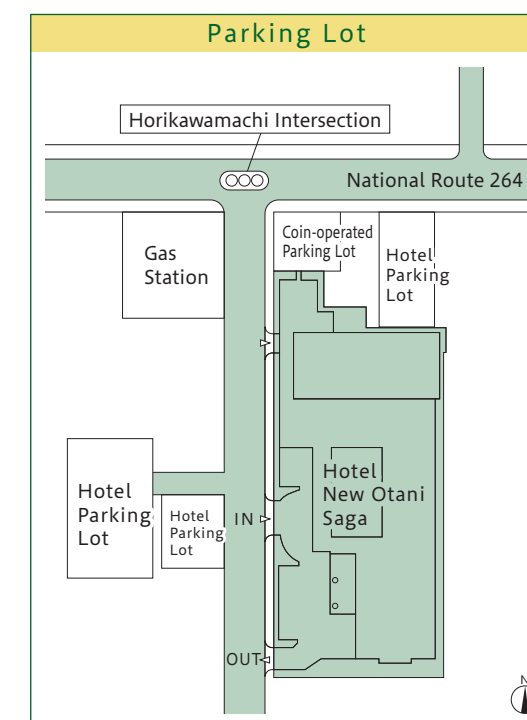 Parking Lot
Horikawamachi Intersection
National Route 264
Coin-operated
Parking Lot
Gas
Station
Hotel
Parking
Lot
Hotel
New Otani
Saga
Hotel
Parking
Lot
Hotel
Parking
Lot
IN
OUT
N